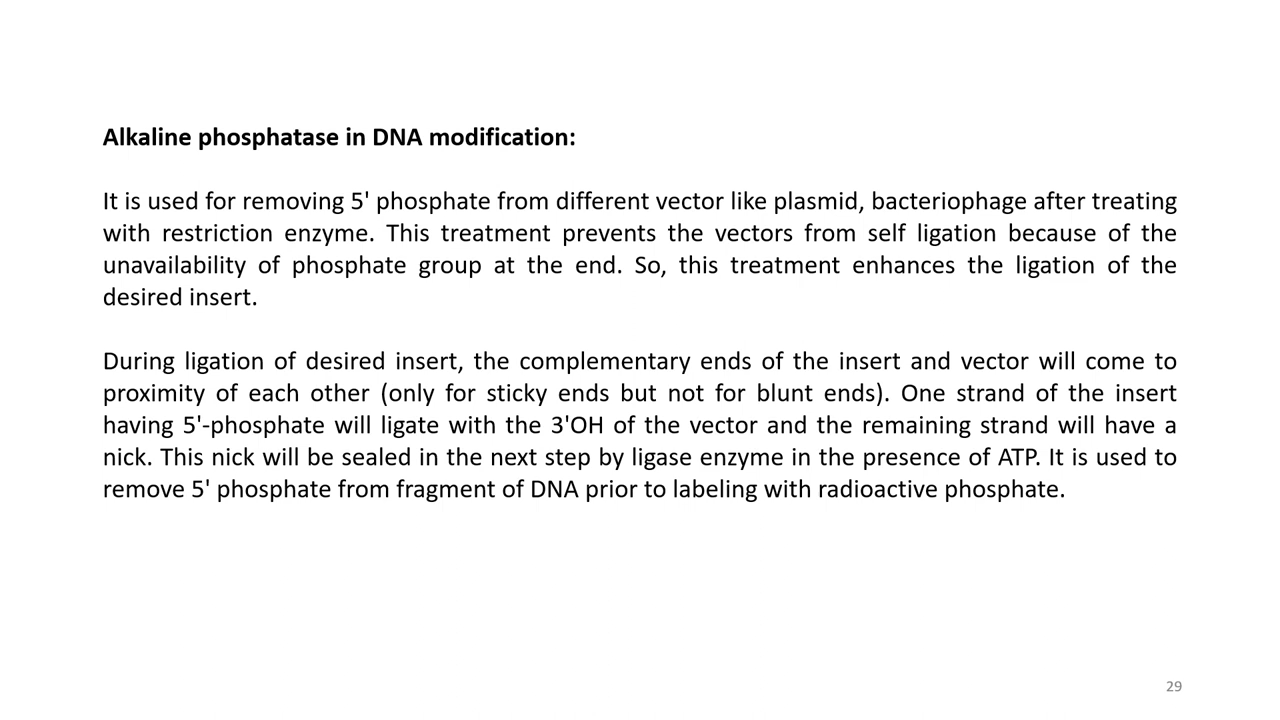 Alkaline phosphatase in DNA modification:
It is used for removing 5' phosphate from different vector like plasmid, bacteriophage after treating
with restriction enzyme. This treatment prevents the vectors from self ligation because of the
unavailability of phosphate group at the end. So, this treatment enhances the ligation of the
desired insert.
During ligation of desired insert, the complementary ends of the insert and vector will come to
proximity of each other (only for sticky ends but not for blunt ends). One strand of the insert
having 5'-phosphate will ligate with the 3'OH of the vector and the remaining strand will have a
nick. This nick will be sealed in the next step by ligase enzyme in the presence of ATP. It is used to
remove 5' phosphate from fragment of DNA prior to labeling with radioactive phosphate.
29